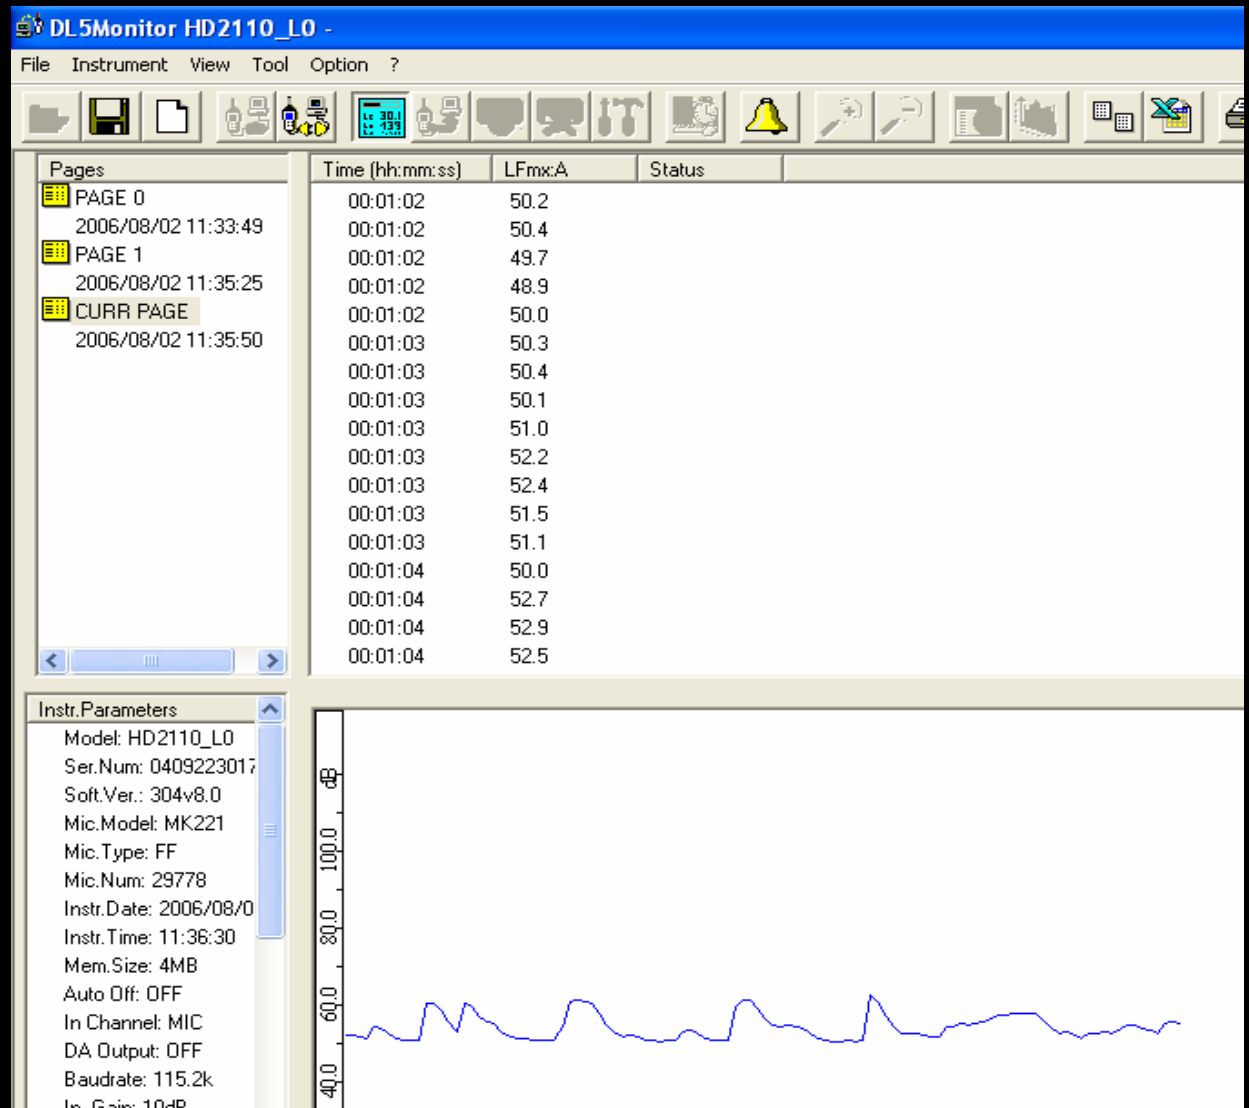 DL5Monitor HD2110_L0 -
File Instrument View Tool Option ?
Pages
PAGE 0
2006/08/02 11:33:49
PAGE 1
2006/08/02 11:35:25
CURR PAGE
2006/08/02 11:35:50
Time (hh:mm:ss) LFmx:A Status
00:01:02 50.2
00:01:02 50.4
00:01:02 49.7
00:01:02 48.9
00:01:02 50.0
00:01:03 50.3
00:01:03 50.4
00:01:03 50.1
00:01:03 51.0
00:01:03 52.2
00:01:03 52.4
00:01:03 51.5
00:01:03 51.1
00:01:04 50.0
00:01:04 52.7
00:01:04 52.9
00:01:04 52.5
Instr.Parameters
Model: HD2110_L0
Ser.Num: 0409223017
Soft.Ver.: 304v8.0
Mic.Model: MK221
Mic.Type: FF
Mic.Num: 29778
Instr.Date: 2006/08/0
Instr.Time: 11:36:30
Mem.Size: 4MB
Auto Off: OFF
In Channel: MIC
DA Output: OFF
Baudrate: 115.2k
In. Gain: 10dB
dB
100.0
80.0
60.0
40.0